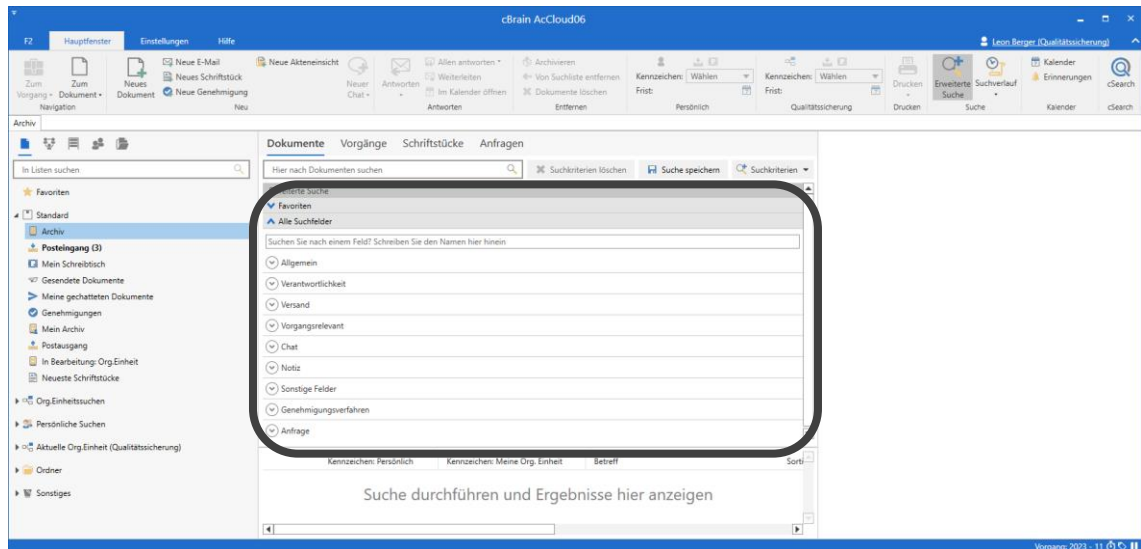 cBrain AcCloud06
F2 Hauptfenster Einstellungen Hilfe Leon Berger (Qualitätssicherung)
Neue E-Mail Neue Akteneinsicht Allen antworten Archivieren Kalender
Neues Schriftstück Weiterleiten Von Suchliste entfernen Kennzeichen: Wählen Kennzeichen: Wählen Erinnerungen
Zum Vorgang Zum Dokument Neues Dokument Neue Genehmigung Neuer Chat Antworten Im Kalender öffnen Dokumente löschen Frist: Frist: Drucken Erweiterte Suche Suchverlauf cSearch
Navigation Neu Antworten Entfernen Persönlich Qualitätssicherung Drucken Suche Kalender cSearch
Archiv
Dokumente Vorgänge Schriftstücke Anfragen
In Listen suchen Hier nach Dokumenten suchen Suchkriterien löschen Suche speichern Suchkriterien
Favoriten
Standard
Archiv
Posteingang (3)
Mein Schreibtisch
Gesendete Dokumente
Meine gechatteten Dokumente
Genehmigungen
Mein Archiv
Postausgang
In Bearbeitung: Org.Einheit
Neueste Schriftstücke
Org.Einheitssuchen
Persönliche Suchen
Aktuelle Org.Einheit (Qualitätssicherung)
Ordner
Sonstiges
Suche
Favoriten
Alle Suchfelder
Suchen Sie nach einem Feld? Schreiben Sie den Namen hier hinein
Allgemein
Verantwortlichkeit
Versand
Vorgangsrelevant
Chat
Notiz
Sonstige Felder
Genehmigungsverfahren
Anfrage
Kennzeichen: Persönlich Kennzeichen: Meine Org. Einheit Betreff Sorti
Suche durchführen und Ergebnisse hier anzeigen
Vorgang: 2023 - 11